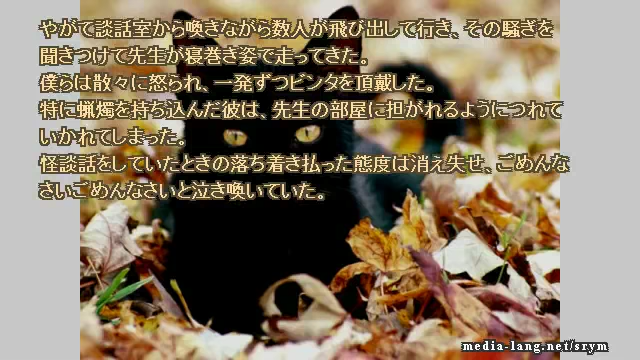 やがて談話室から喚きながら数人が飛び出して行き、その騒ぎを
聞きつけて先生が寝巻き姿で走ってきた。
僕らは散々に怒られ、一発ずつビンタを頂戴した。
特に蝋燭を持ち込んだ彼は、先生の部屋に担がれるようにつれて
いかれてしまった。
怪談話をしていたときの落ち着き払った態度は消え失せ、ごめんな
さいごめんなさいと泣き喚いていた。
media-lang.net/srym